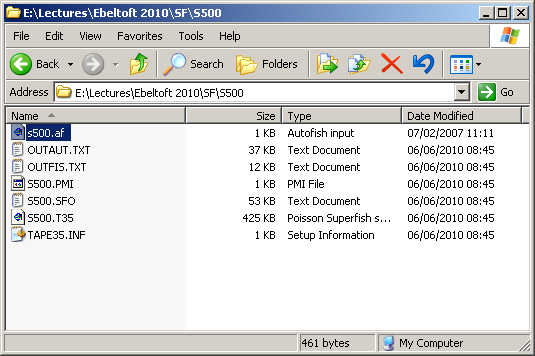 E:\Lectures\Ebeltoft 2010\SF\S500
File Edit View Favorites Tools Help
Back Search Folders
Address E:\Lectures\Ebeltoft 2010\SF\S500 Go
Name Size Type Date Modified
s500.af 1 KB Autofish input 07/02/2007 11:11
OUTAUT.TXT 37 KB Text Document 06/06/2010 08:45
OUTFIS.TXT 12 KB Text Document 06/06/2010 08:45
S500.PMI 1 KB PMI File 06/06/2010 08:45
S500.SFO 53 KB Text Document 06/06/2010 08:45
S500.T35 425 KB Poisson Superfish s... 06/06/2010 08:45
TAPE35.INF 1 KB Setup Information 06/06/2010 08:45
461 bytes My Computer